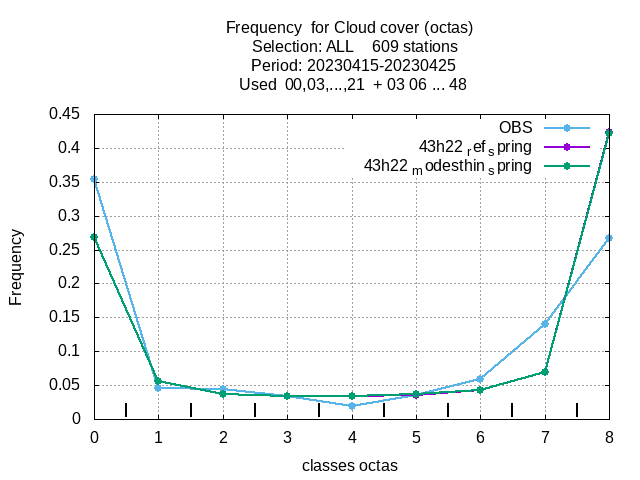 Frequency  for Cloud cover (octas)
Selection: ALL    609 stations
Period: 20230415-20230425
Used  00,03,...,21  + 03 06 ... 48
OBS
43h22 ref spring
43h22 modesthin spring
0.45
0.4
0.35
0.3
0.25
0.2
0.15
0.1
0.05
0
Frequency
0 1 2 3 4 5 6 7 8
classes octas